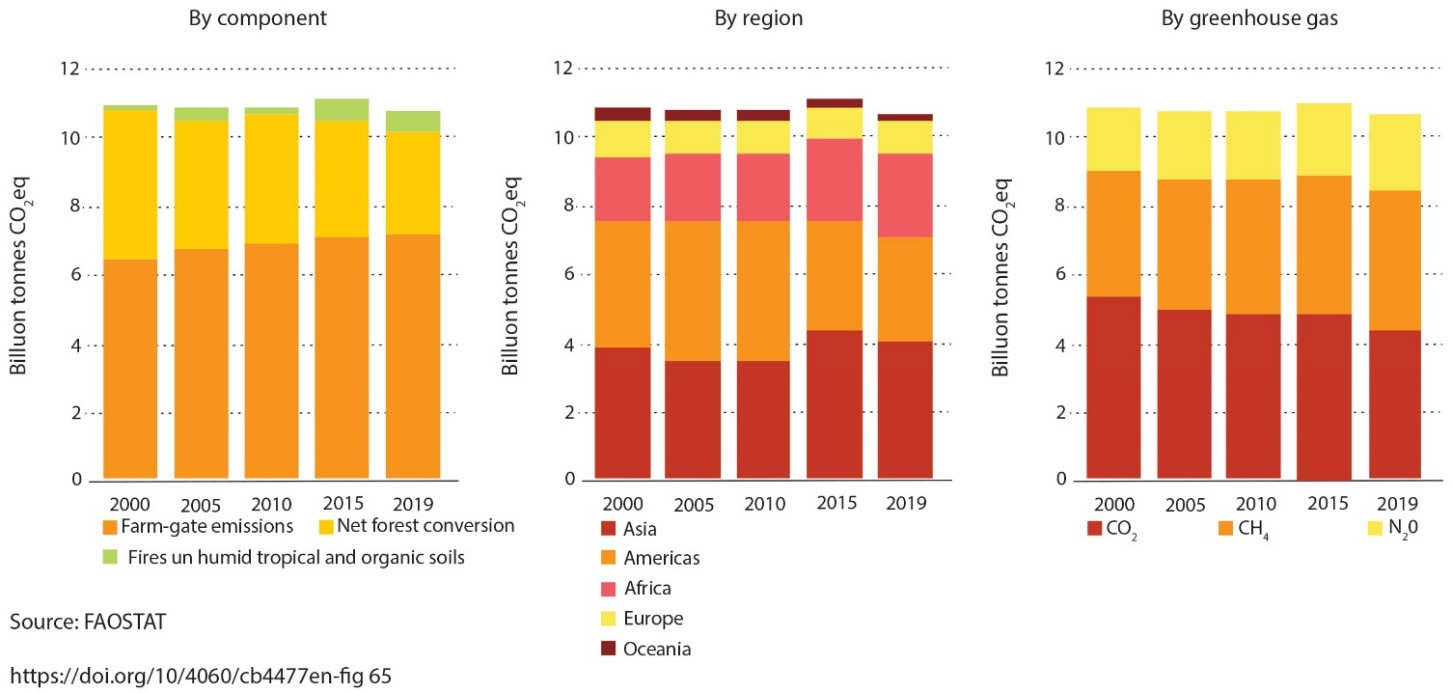 By component
Billuon tonnes CO₂eq
12
10
8
6
4
2
0
2000 2005 2010 2015 2019
Farm-gate emissions Net forest conversion
Fires un humid tropical and organic soils
By region
Billuon tonnes CO₂eq
12
10
8
6
4
2
0
2000 2005 2010 2015 2019
Asia
Americas
Africa
Europe
Oceania
By greenhouse gas
Billuon tonnes CO₂eq
12
10
8
6
4
2
0
2000 2005 2010 2015 2019
CO₂ CH₄ N₂0
Source: FAOSTAT
https://doi.org/10/4060/cb4477en-fig 65